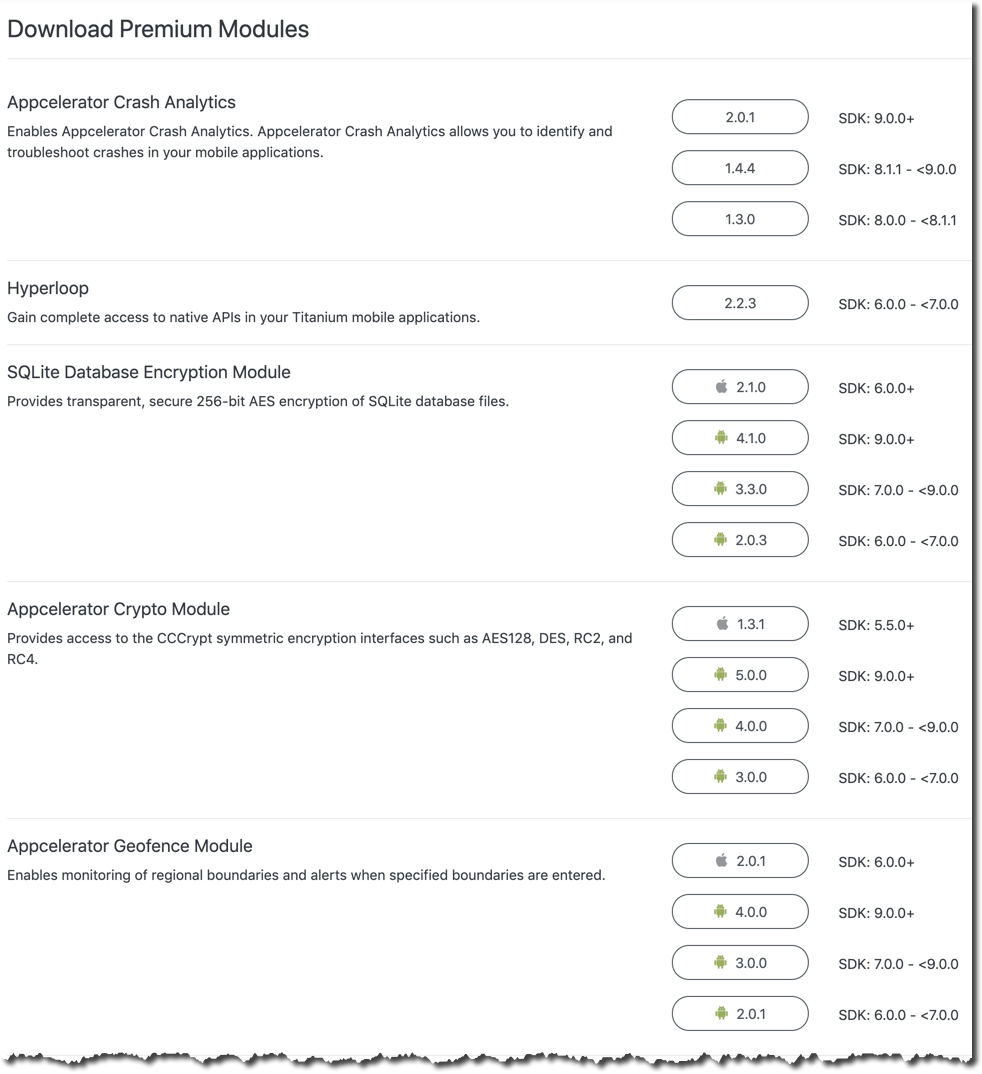 Download Premium Modules
Appcelerator Crash Analytics
Enables Appcelerator Crash Analytics. Appcelerator Crash Analytics allows you to identify and
troubleshoot crashes in your mobile applications.
2.0.1 SDK: 9.0.0+
1.4.4 SDK: 8.1.1 - <9.0.0
1.3.0 SDK: 8.0.0 - <8.1.1
Hyperloop
Gain complete access to native APIs in your Titanium mobile applications.
2.2.3 SDK: 6.0.0 - <7.0.0
SQLite Database Encryption Module
Provides transparent, secure 256-bit AES encryption of SQLite database files.
2.1.0 SDK: 6.0.0+
4.1.0 SDK: 9.0.0+
3.3.0 SDK: 7.0.0 - <9.0.0
2.0.3 SDK: 6.0.0 - <7.0.0
Appcelerator Crypto Module
Provides access to the CCCrypt symmetric encryption interfaces such as AES128, DES, RC2, and
RC4.
1.3.1 SDK: 5.5.0+
5.0.0 SDK: 9.0.0+
4.0.0 SDK: 7.0.0 - <9.0.0
3.0.0 SDK: 6.0.0 - <7.0.0
Appcelerator Geofence Module
Enables monitoring of regional boundaries and alerts when specified boundaries are entered.
2.0.1 SDK: 6.0.0+
4.0.0 SDK: 9.0.0+
3.0.0 SDK: 7.0.0 - <9.0.0
2.0.1 SDK: 6.0.0 - <7.0.0